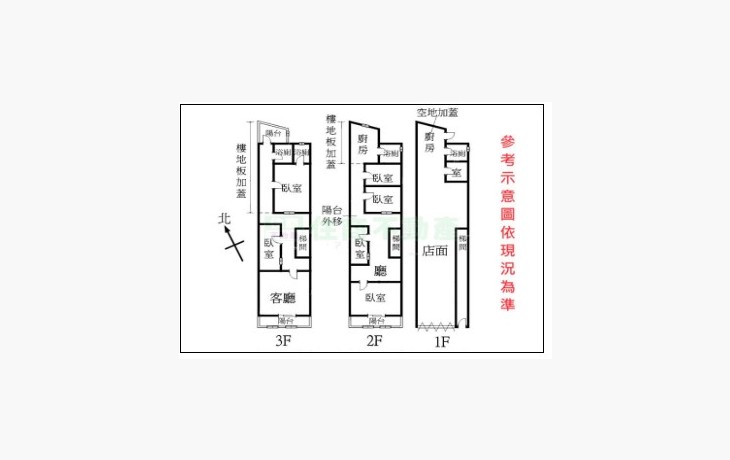 空地加蓋
樓地板加蓋
陽台
浴廁
浴廁
臥室
北
臥室
梯間
客廳
陽台
3F
樓地板加蓋
廚房
浴廁
臥室
臥室
陽台外移
臥室
梯間
廳
臥室
陽台
2F
廚房
浴廁
室
店面
梯間
1F
參考示意圖依現況為準